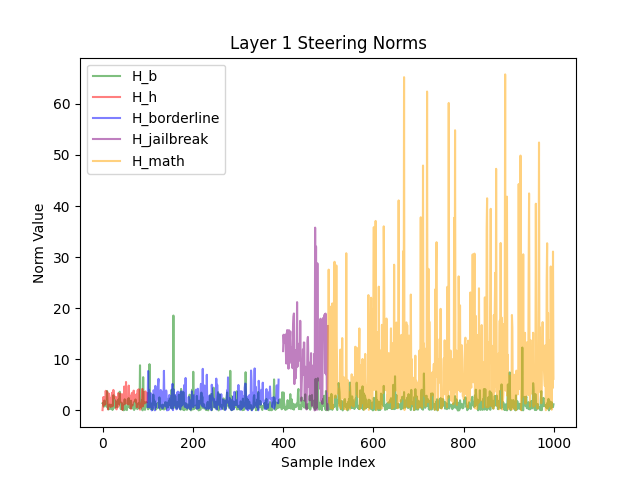 Layer 1 Steering Norms
H_b
H_h
H_borderline
H_jailbreak
H_math
60
50
40
30
20
10
0
Norm Value
0 200 400 600 800 1000
Sample Index